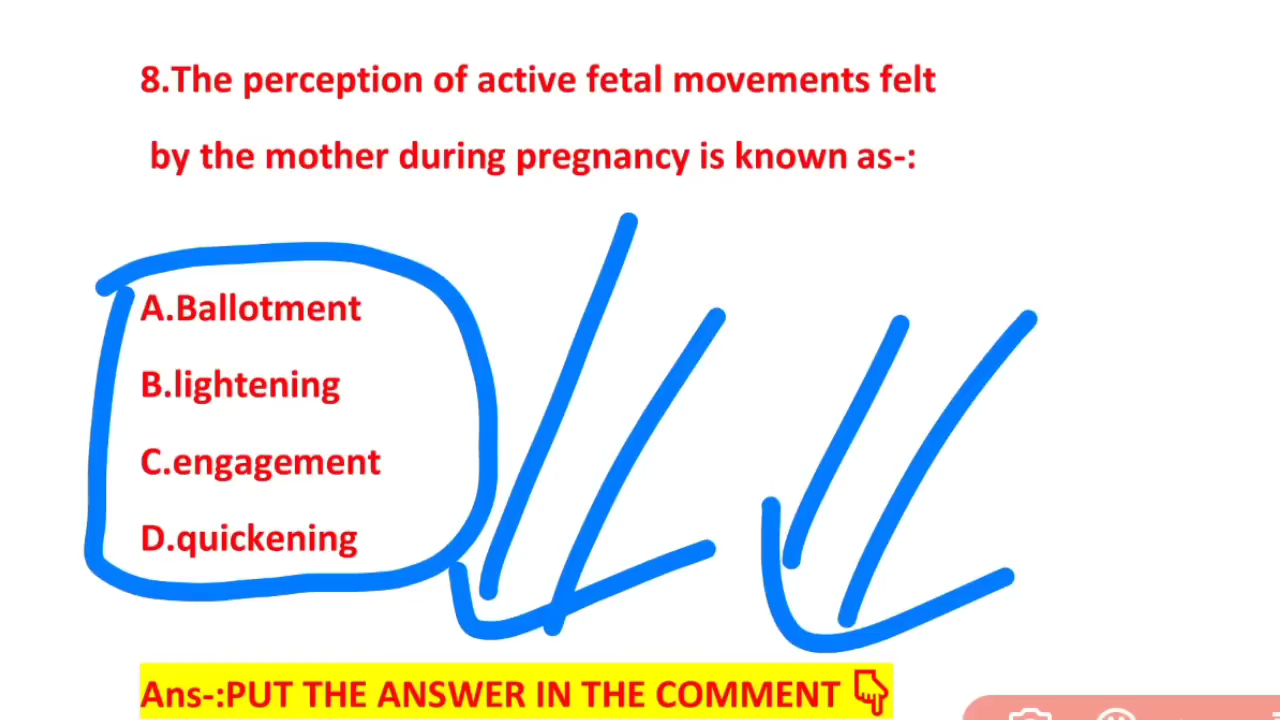 8.The perception of active fetal movements felt
by the mother during pregnancy is known as-:
A.Ballotment
B.lightening
C.engagement
D.quickening
Ans-:PUT THE ANSWER IN THE COMMENT